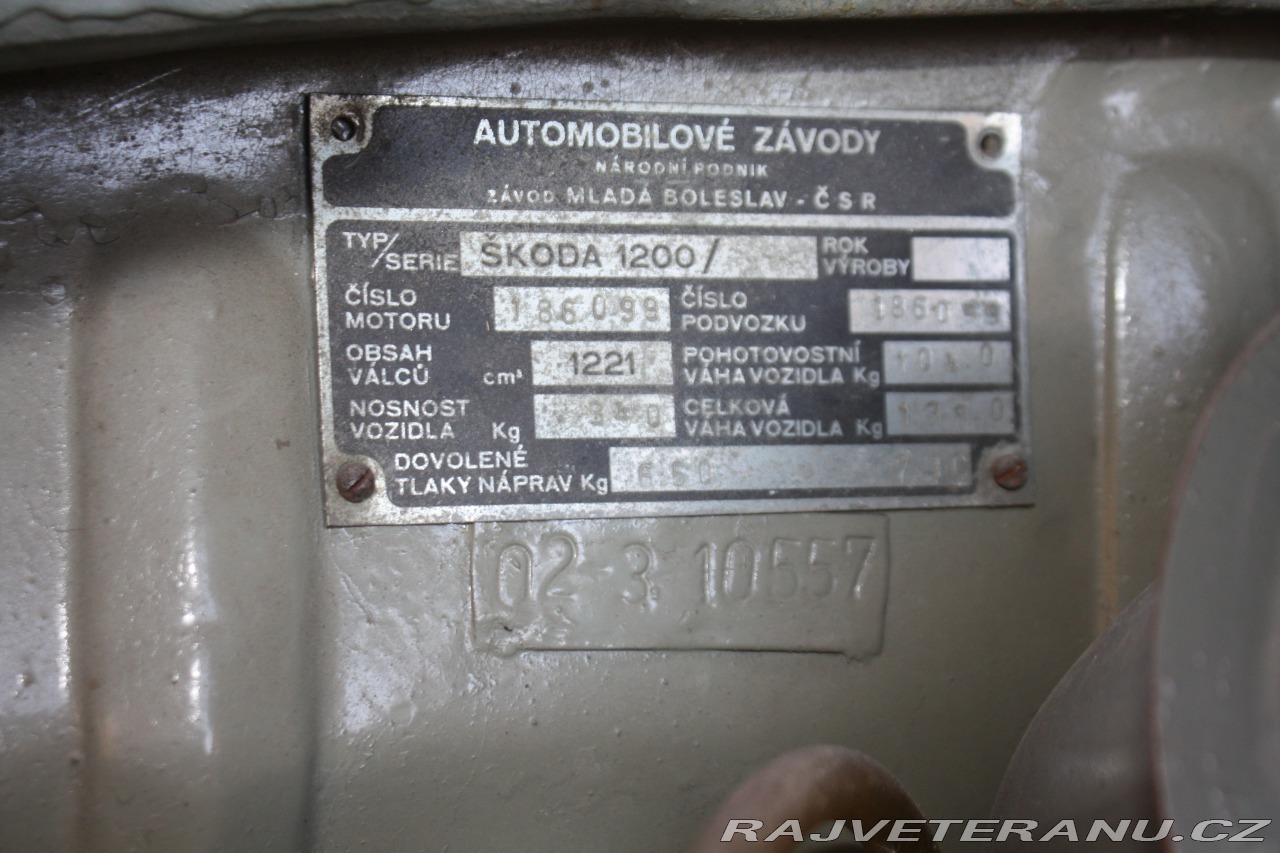 AUTOMOBILOVÉ ZÁVODY
NÁRODNÍ PODNIK
ZÁVOD MLADÁ BOLESLAV - ČSR
TYP/SERIE ŠKODA 1200/ ROK VÝROBY
ČÍSLO MOTORU 186099 ČÍSLO PODVOZKU
OBSAH VÁLCŮ cm³ 1221 POHOTOVOSTNÍ VÁHA VOZIDLA Kg
NOSNOST VOZIDLA Kg CELKOVÁ VÁHA VOZIDLA Kg
DOVOLENÉ TLAKY NÁPRAV Kg 650
02-3.10557
RAJVETERANU.CZ